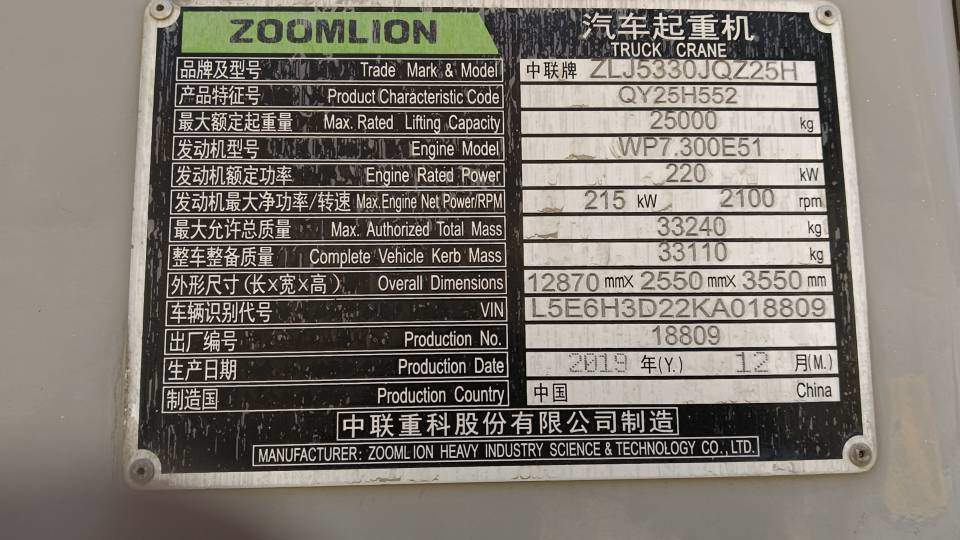 ZOOMLION 汽车起重机
TRUCK CRANE
品牌及型号 Trade Mark & Model 中联牌 ZLJ5330JQZ25H
产品特征号 Product Characteristic Code QY25H552
最大额定起重量 Max. Rated Lifting Capacity 25000 kg
发动机型号 Engine Model WP7.300E51
发动机额定功率 Engine Rated Power 220 kW
发动机最大净功率/转速 Max.Engine Net Power/RPM 215 kW 2100 rpm
最大允许总质量 Max. Authorized Total Mass 33240 kg
整车整备质量 Complete Vehicle Kerb Mass 33110 kg
外形尺寸(长×宽×高) Overall Dimensions 12870 mmX 2550 mmX 3550 mm
车辆识别代号 VIN L5E6H3D22KA018809
出厂编号 Production No. 18809
生产日期 Production Date 2019 年(Y.) 12 月(M.)
制造国 Production Country 中国 China
中联重科股份有限公司制造
MANUFACTURER: ZOOMLION HEAVY INDUSTRY SCIENCE & TECHNOLOGY CO., LTD.